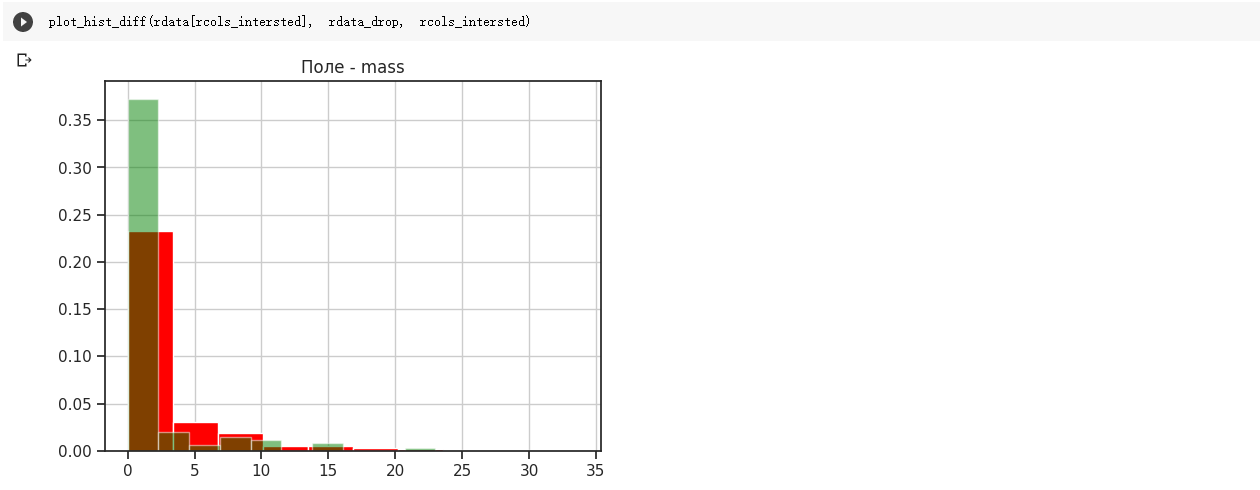 plot_hist_diff(rdata[rcols_intersted], rdata_drop, rcols_intersted)
Поле - mass
0.35
0.30
0.25
0.20
0.15
0.10
0.05
0.00
0 5 10 15 20 25 30 35